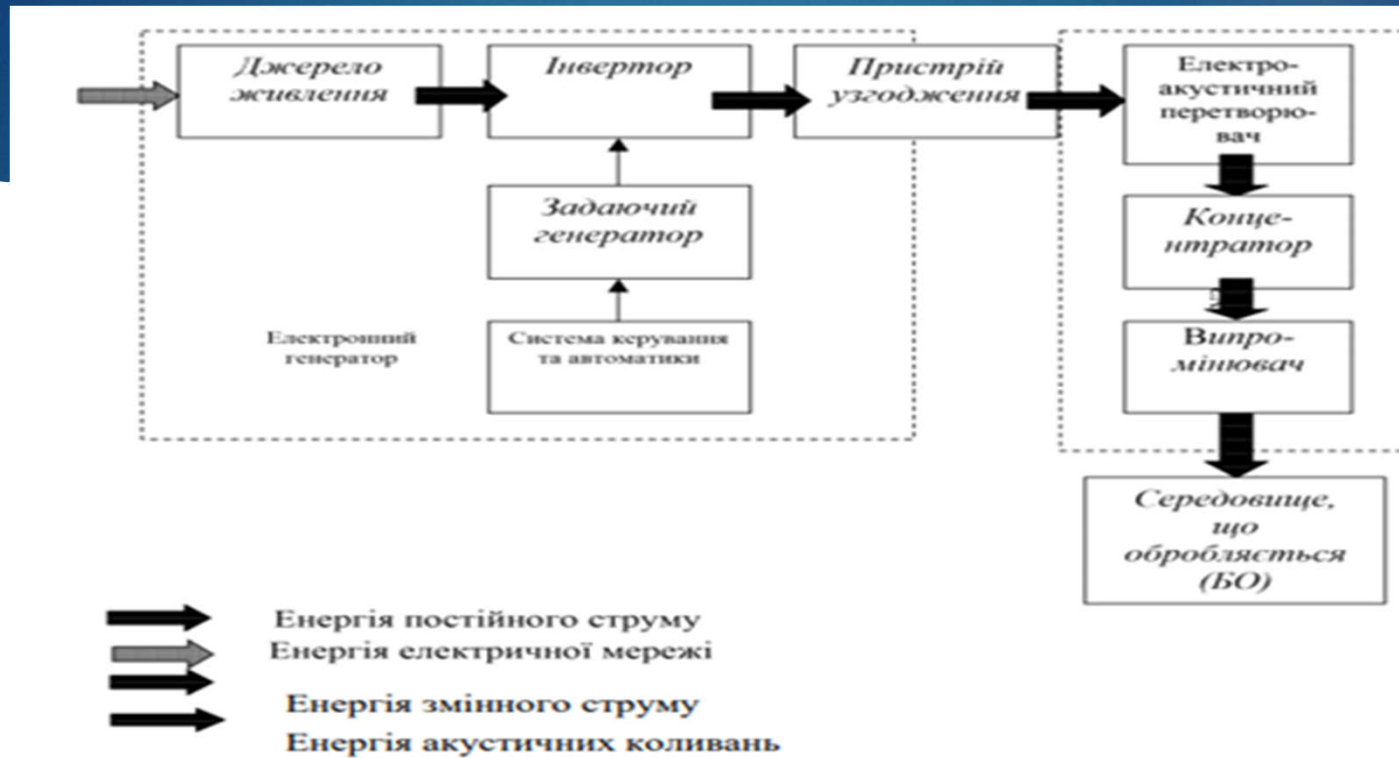 Джерело
живлення
Інвертор
Пристрій
узгодження
Електро-
акустичний
перетворю-
вач
Задаючий
генератор
Конце-
нтратор
Електронний
генератор
Система керування
та автоматики
Випро-
мінювач
Середовище,
що
обробляється
(БО)
Енергія постійного струму
Енергія електричної мережі
Енергія змінного струму
Енергія акустичних коливань